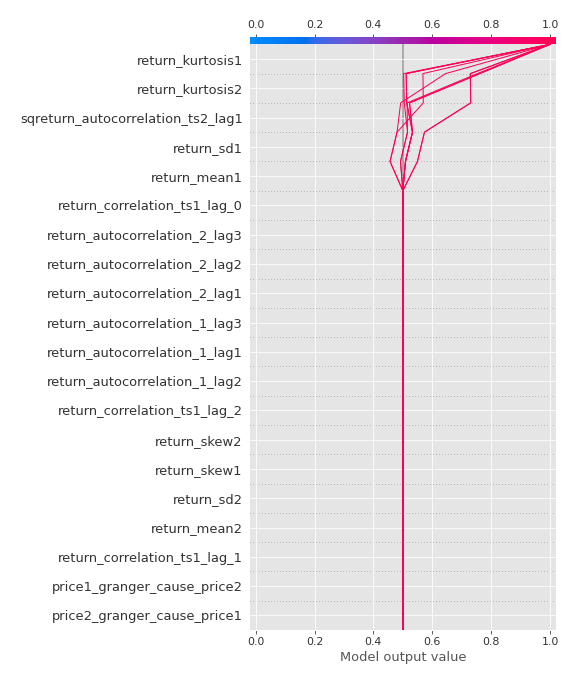 0.0 0.2 0.4 0.6 0.8 1.0
return_kurtosis1
return_kurtosis2
sqreturn_autocorrelation_ts2_lag1
return_sd1
return_mean1
return_correlation_ts1_lag_0
return_autocorrelation_2_lag3
return_autocorrelation_2_lag2
return_autocorrelation_2_lag1
return_autocorrelation_1_lag3
return_autocorrelation_1_lag1
return_autocorrelation_1_lag2
return_correlation_ts1_lag_2
return_skew2
return_skew1
return_sd2
return_mean2
return_correlation_ts1_lag_1
price1_granger_cause_price2
price2_granger_cause_price1
0.0 0.2 0.4 0.6 0.8 1.0
Model output value